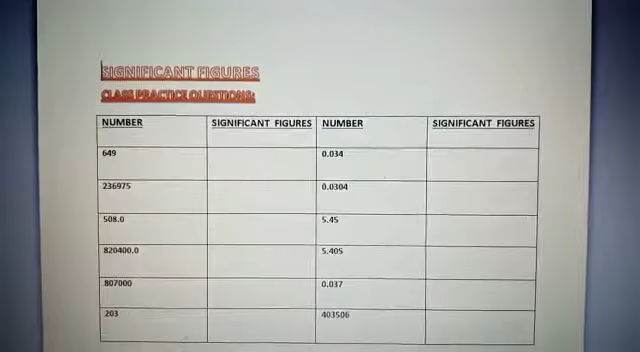 SIGNIFICANT FIGURES
CLASS PRACTICE QUESTIONS:
NUMBER SIGNIFICANT FIGURES NUMBER SIGNIFICANT FIGURES
649 0.034
236975 0.0304
508.0 5.45
820400.0 5.405
807000 0.037
203 403506